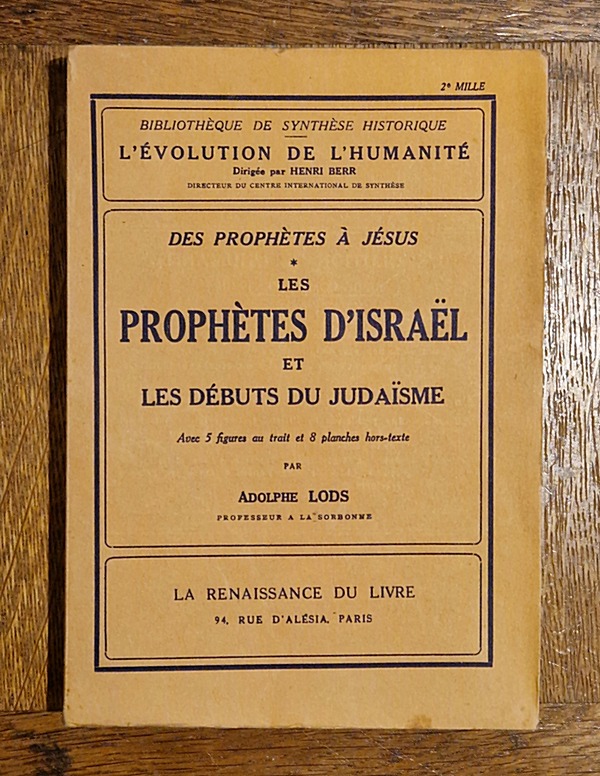 2e MILLE
BIBLIOTHÈQUE DE SYNTHÈSE HISTORIQUE
L'ÉVOLUTION DE L'HUMANITÉ
Dirigée par HENRI BERR
DIRECTEUR DU CENTRE INTERNATIONAL DE SYNTHÈSE
DES PROPHÈTES À JÉSUS
*
LES
PROPHÈTES D'ISRAËL
ET
LES DÉBUTS DU JUDAÏSME
Avec 5 figures au trait et 8 planches hors-texte
PAR
ADOLPHE LODS
PROFESSEUR A LA SORBONNE
LA RENAISSANCE DU LIVRE
94, RUE D'ALÉSIA, PARIS